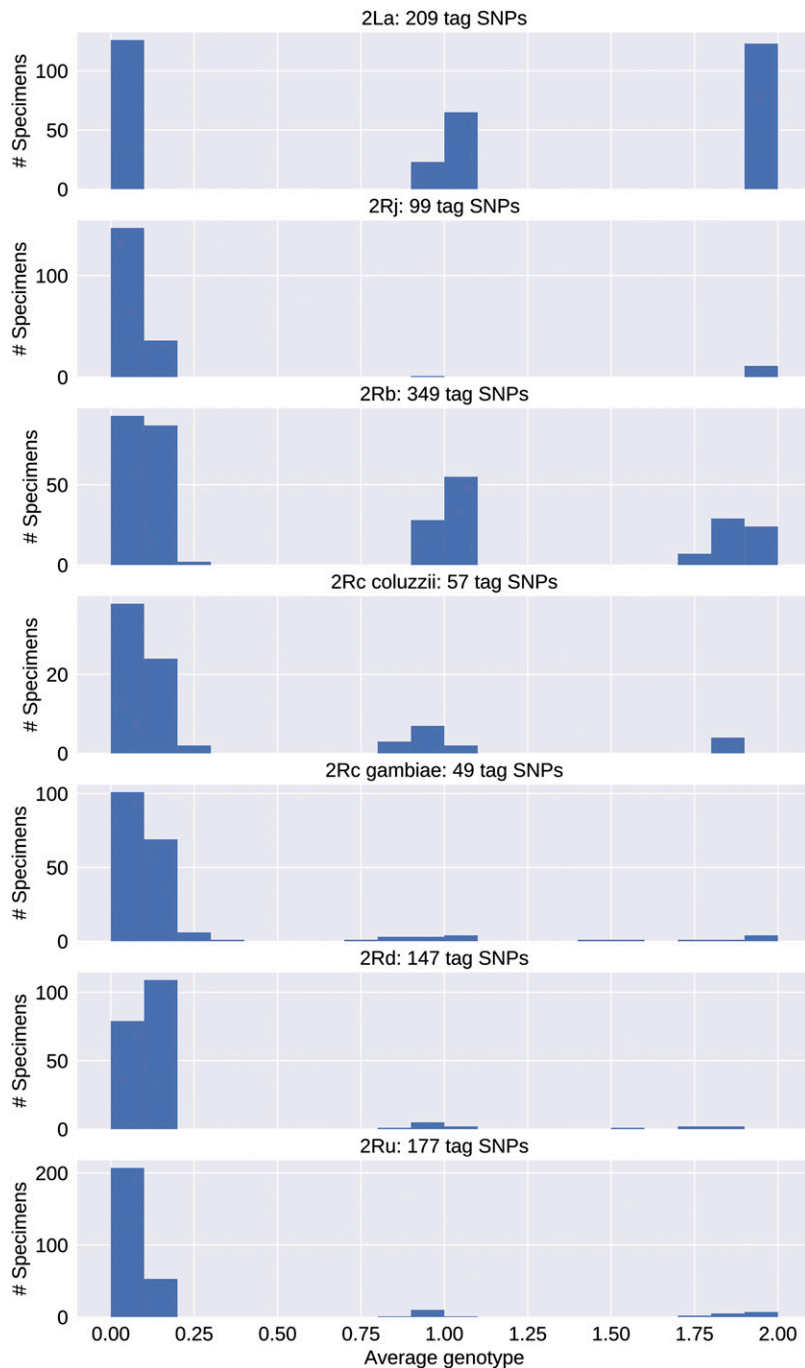 2La: 209 tag SNPs
# Specimens
100
50
0
2Rj: 99 tag SNPs
# Specimens
100
0
2Rb: 349 tag SNPs
# Specimens
50
0
2Rc coluzzii: 57 tag SNPs
# Specimens
20
0
2Rc gambiae: 49 tag SNPs
# Specimens
100
50
0
2Rd: 147 tag SNPs
# Specimens
100
50
0
2Ru: 177 tag SNPs
# Specimens
200
100
0
0.00 0.25 0.50 0.75 1.00 1.25 1.50 1.75 2.00
Average genotype